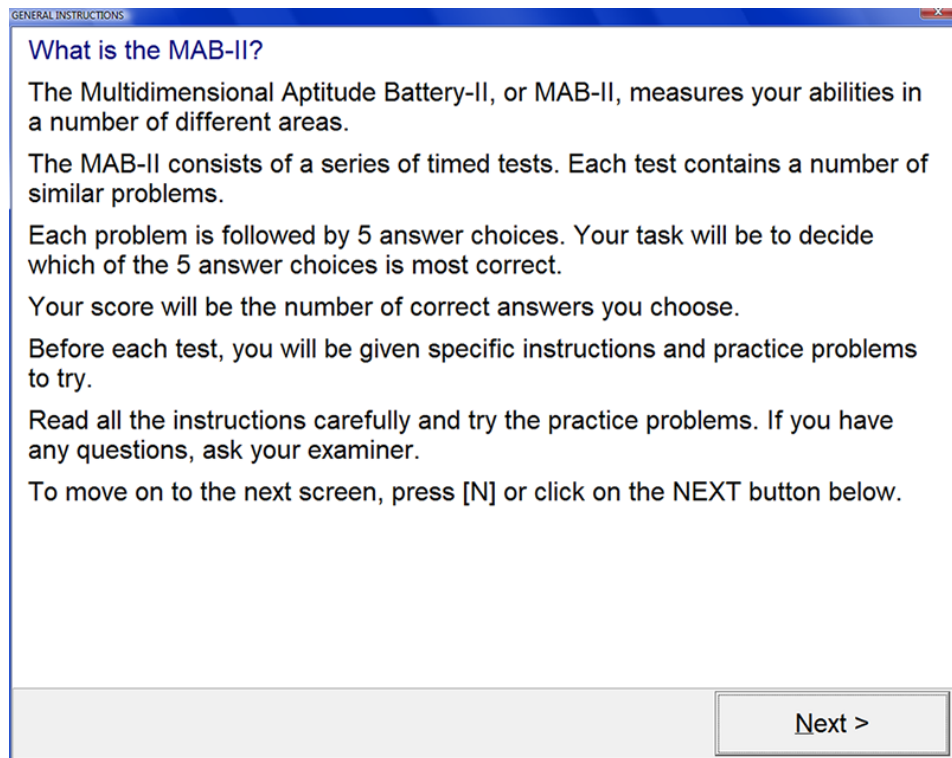 GENERAL INSTRUCTIONS
What is the MAB-II?
The Multidimensional Aptitude Battery-II, or MAB-II, measures your abilities in
a number of different areas.
The MAB-II consists of a series of timed tests. Each test contains a number of
similar problems.
Each problem is followed by 5 answer choices. Your task will be to decide
which of the 5 answer choices is most correct.
Your score will be the number of correct answers you choose.
Before each test, you will be given specific instructions and practice problems
to try.
Read all the instructions carefully and try the practice problems. If you have
any questions, ask your examiner.
To move on to the next screen, press [N] or click on the NEXT button below.
Next >